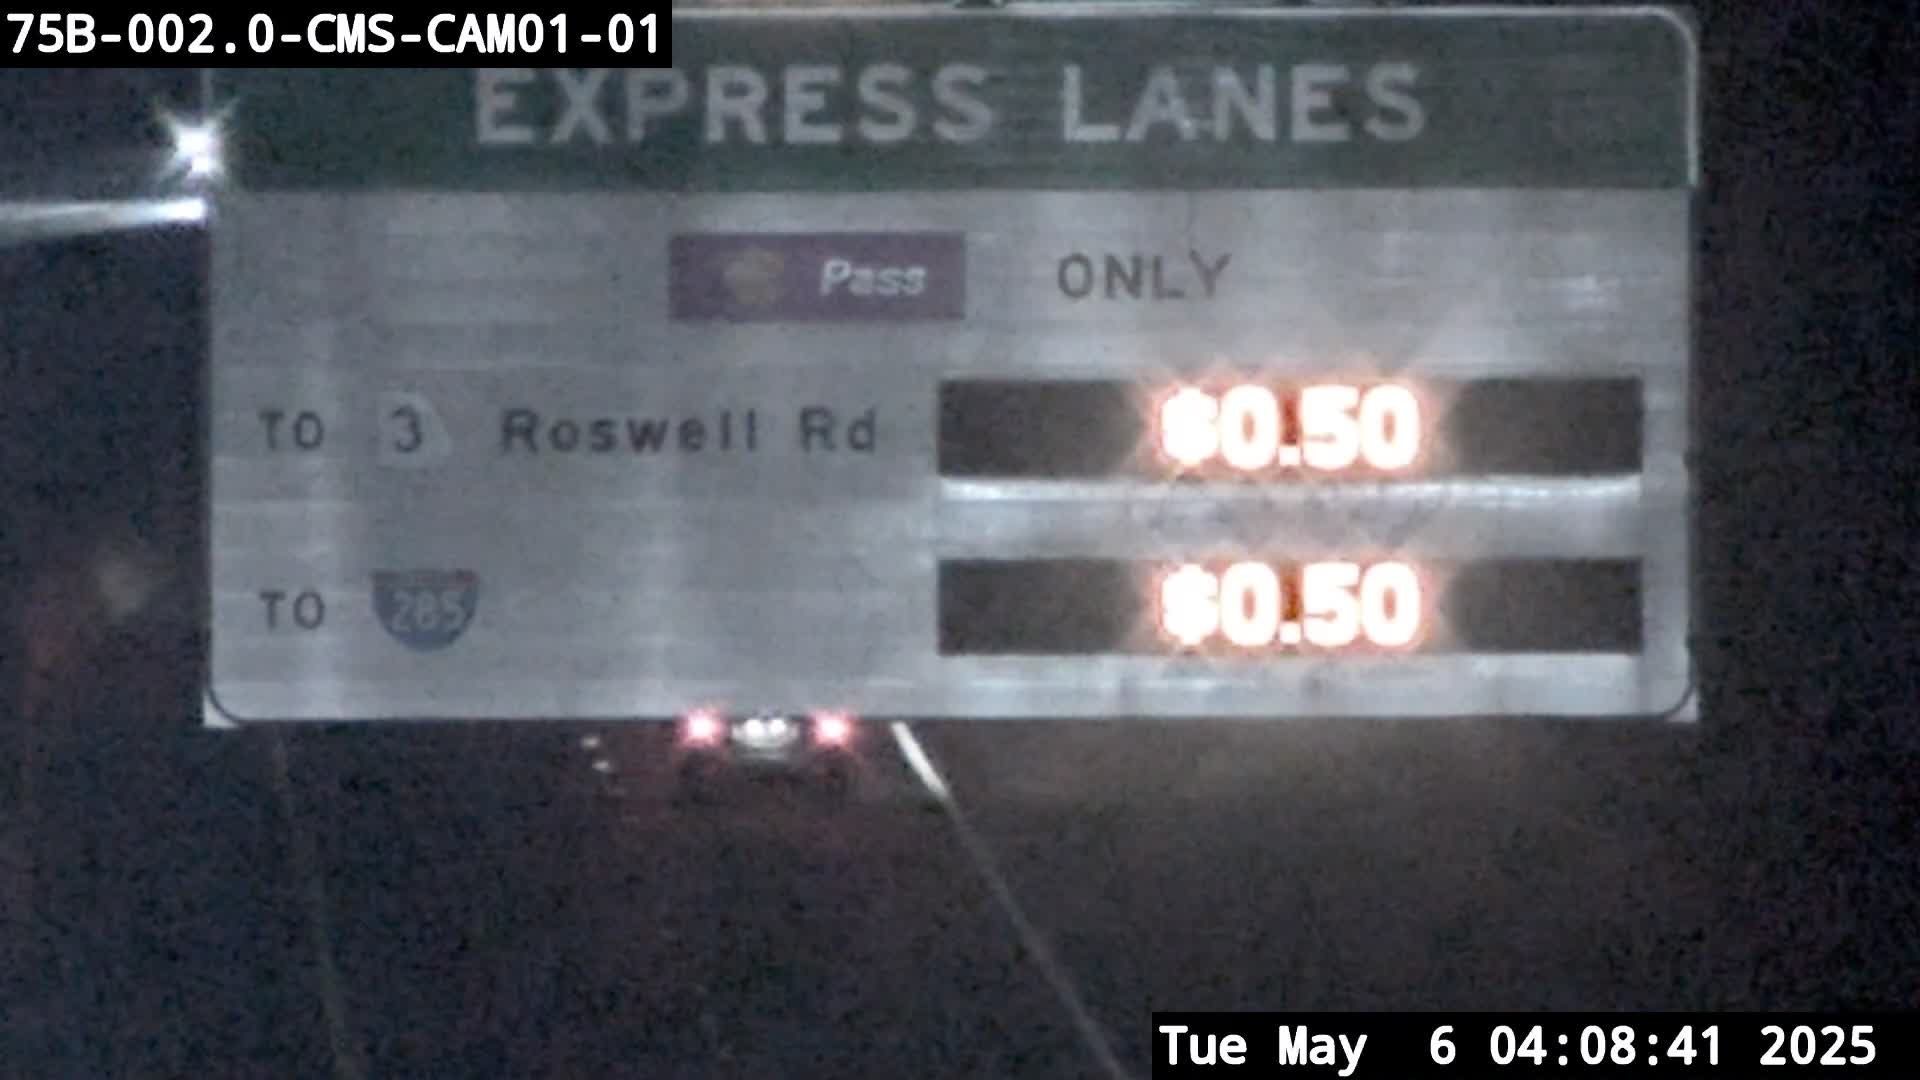 75B-002.0-CMS-CAM01-01
EXPRESS LANES
Pass ONLY
TO 3 Roswell Rd $0.50
TO 285 $0.50
Tue May 6 04:08:41 2025